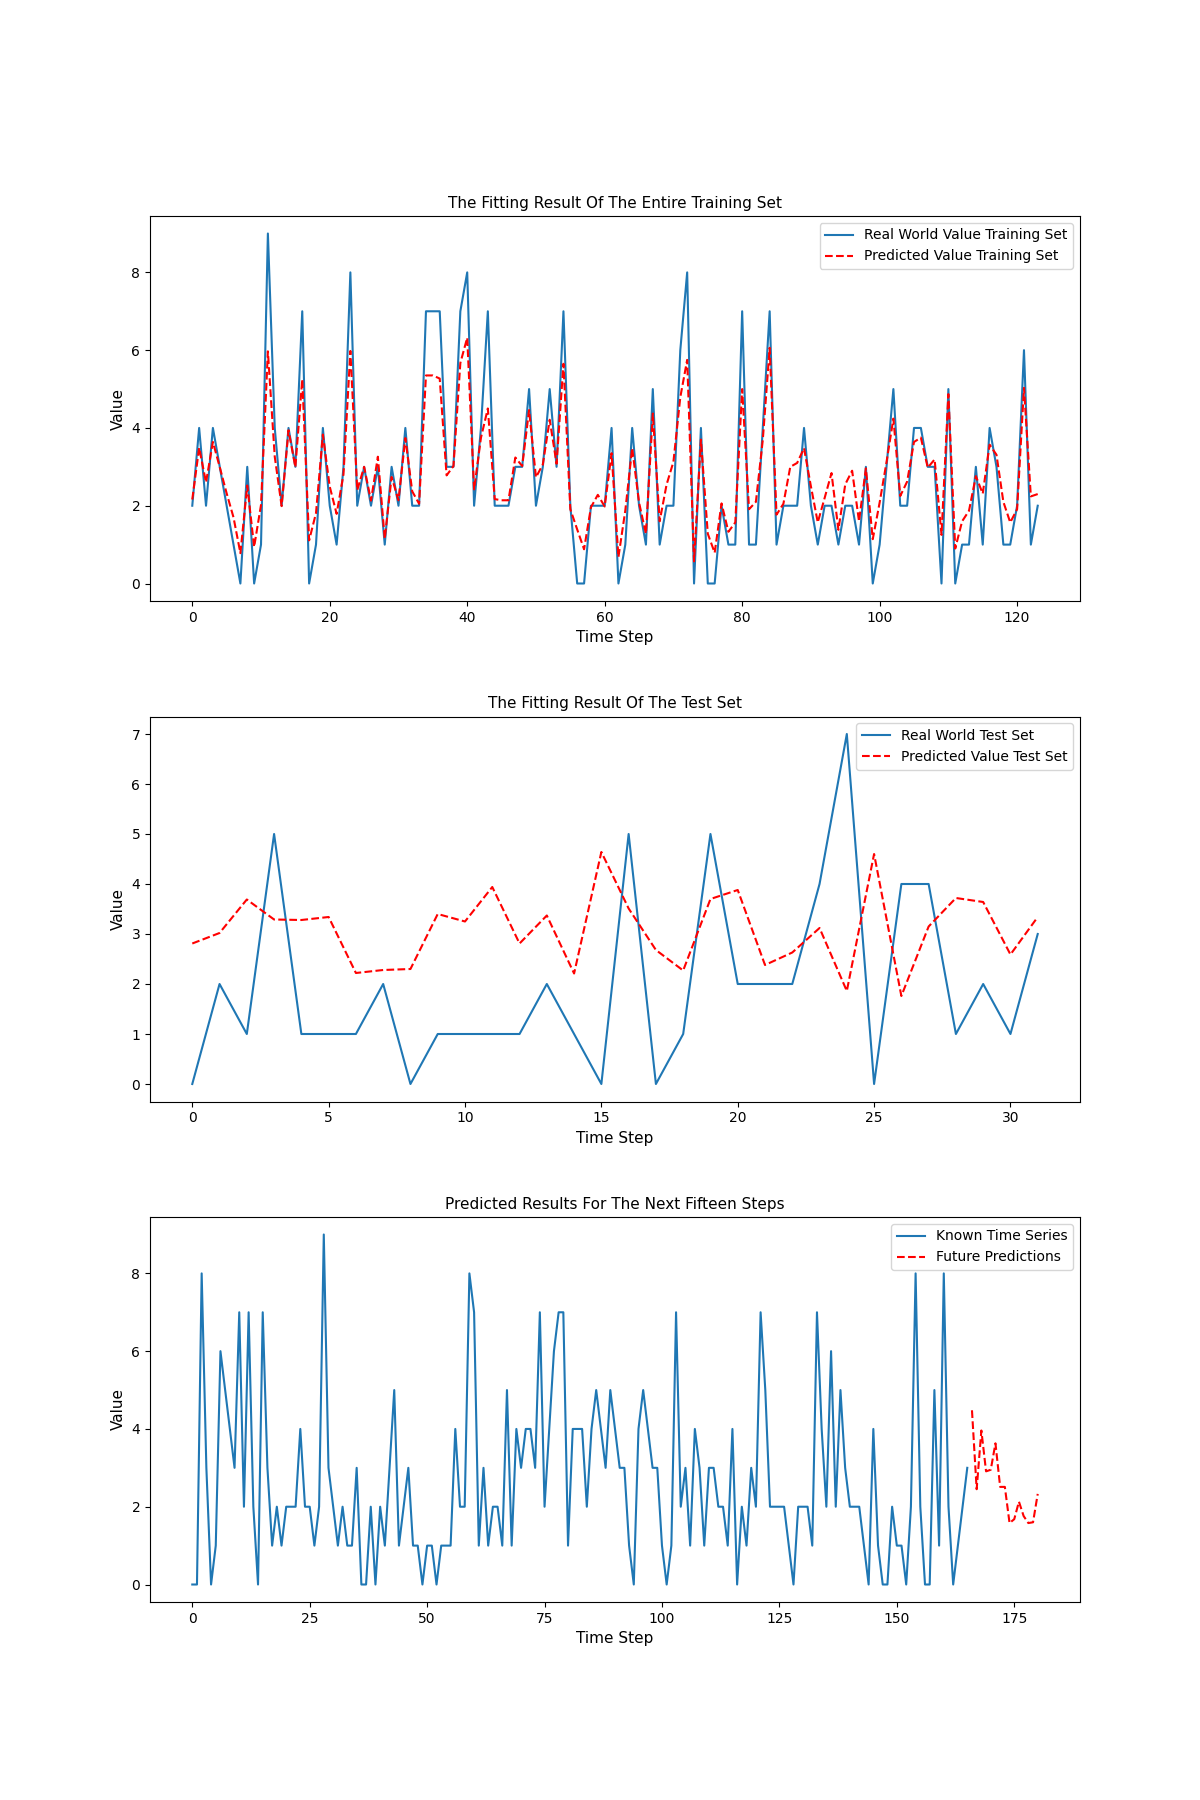 The Fitting Result Of The Entire Training Set
Real World Value Training Set
Predicted Value Training Set
Value
8
6
4
2
0
0 20 40 60 80 100 120
Time Step
The Fitting Result Of The Test Set
Real World Test Set
Predicted Value Test Set
Value
7
6
5
4
3
2
1
0
0 5 10 15 20 25 30
Time Step
Predicted Results For The Next Fifteen Steps
Known Time Series
Future Predictions
Value
8
6
4
2
0
0 25 50 75 100 125 150 175
Time Step